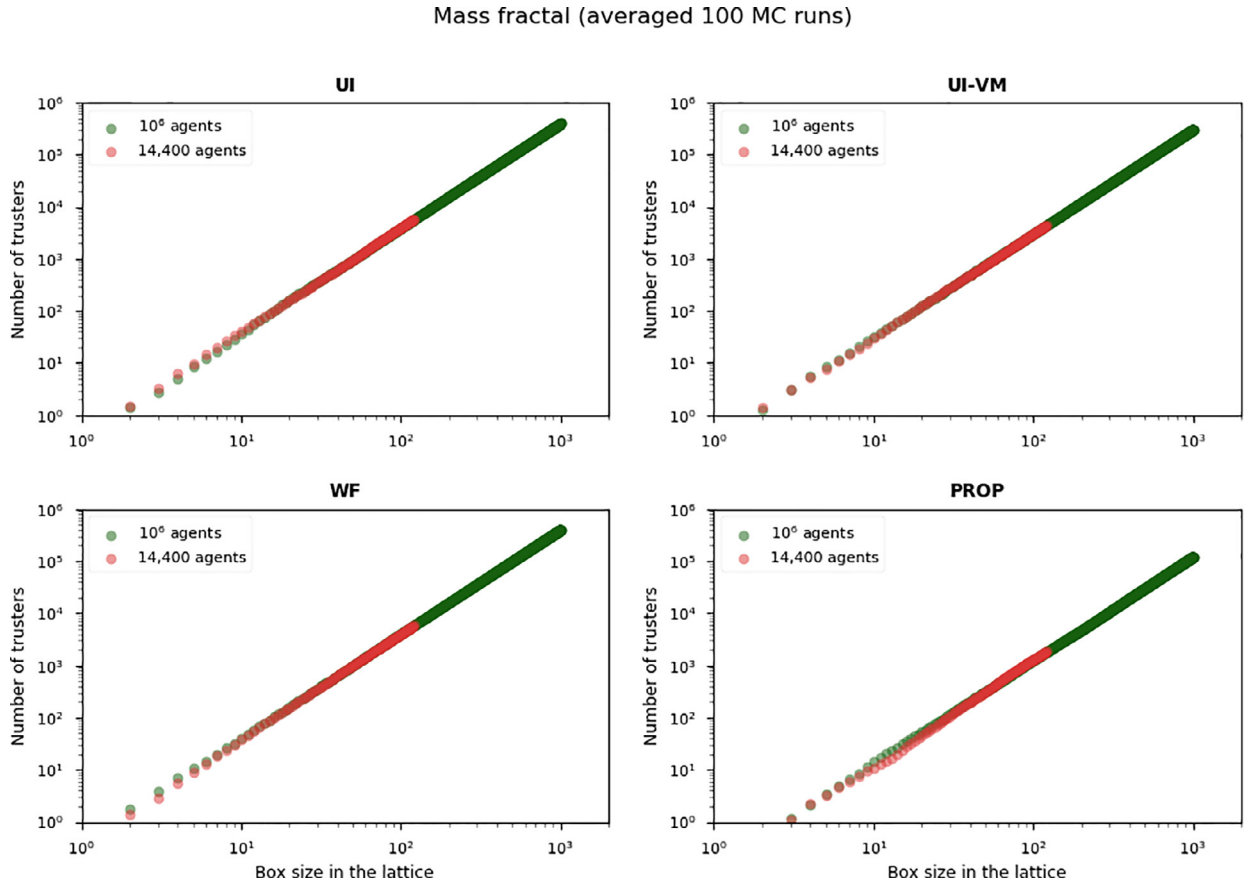 Mass fractal (averaged 100 MC runs)
UI
10⁶ agents
14,400 agents
Number of trusters
10⁶
10⁵
10⁴
10³
10²
10¹
10⁰
10⁰ 10¹ 10² 10³
UI-VM
10⁶ agents
14,400 agents
Number of trusters
10⁶
10⁵
10⁴
10³
10²
10¹
10⁰
10⁰ 10¹ 10² 10³
WF
10⁶ agents
14,400 agents
Number of trusters
10⁶
10⁵
10⁴
10³
10²
10¹
10⁰
10⁰ 10¹ 10² 10³
Box size in the lattice
PROP
10⁶ agents
14,400 agents
Number of trusters
10⁶
10⁵
10⁴
10³
10²
10¹
10⁰
10⁰ 10¹ 10² 10³
Box size in the lattice